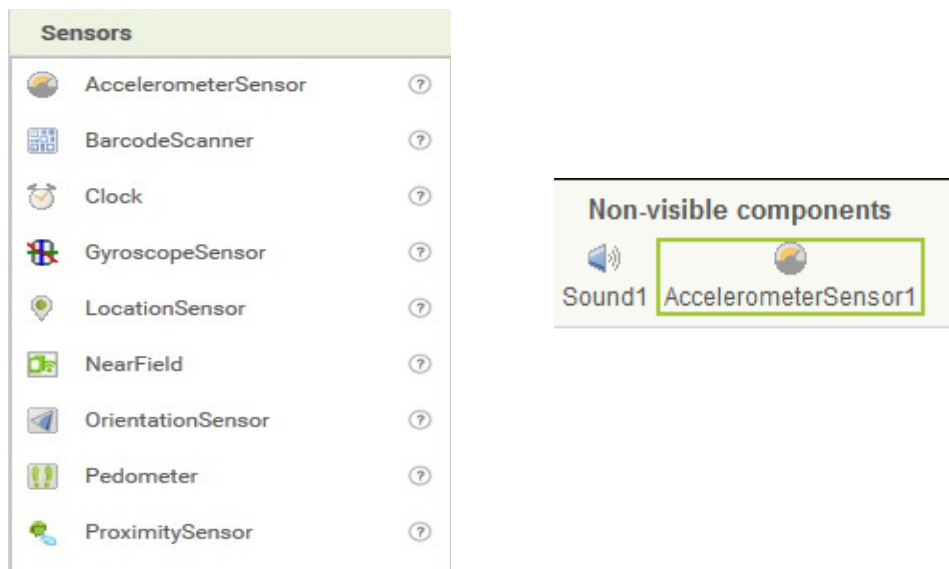 Sensors
AccelerometerSensor
BarcodeScanner
Clock
GyroscopeSensor
LocationSensor
NearField
OrientationSensor
Pedometer
ProximitySensor
Non-visible components
Sound1 AccelerometerSensor1